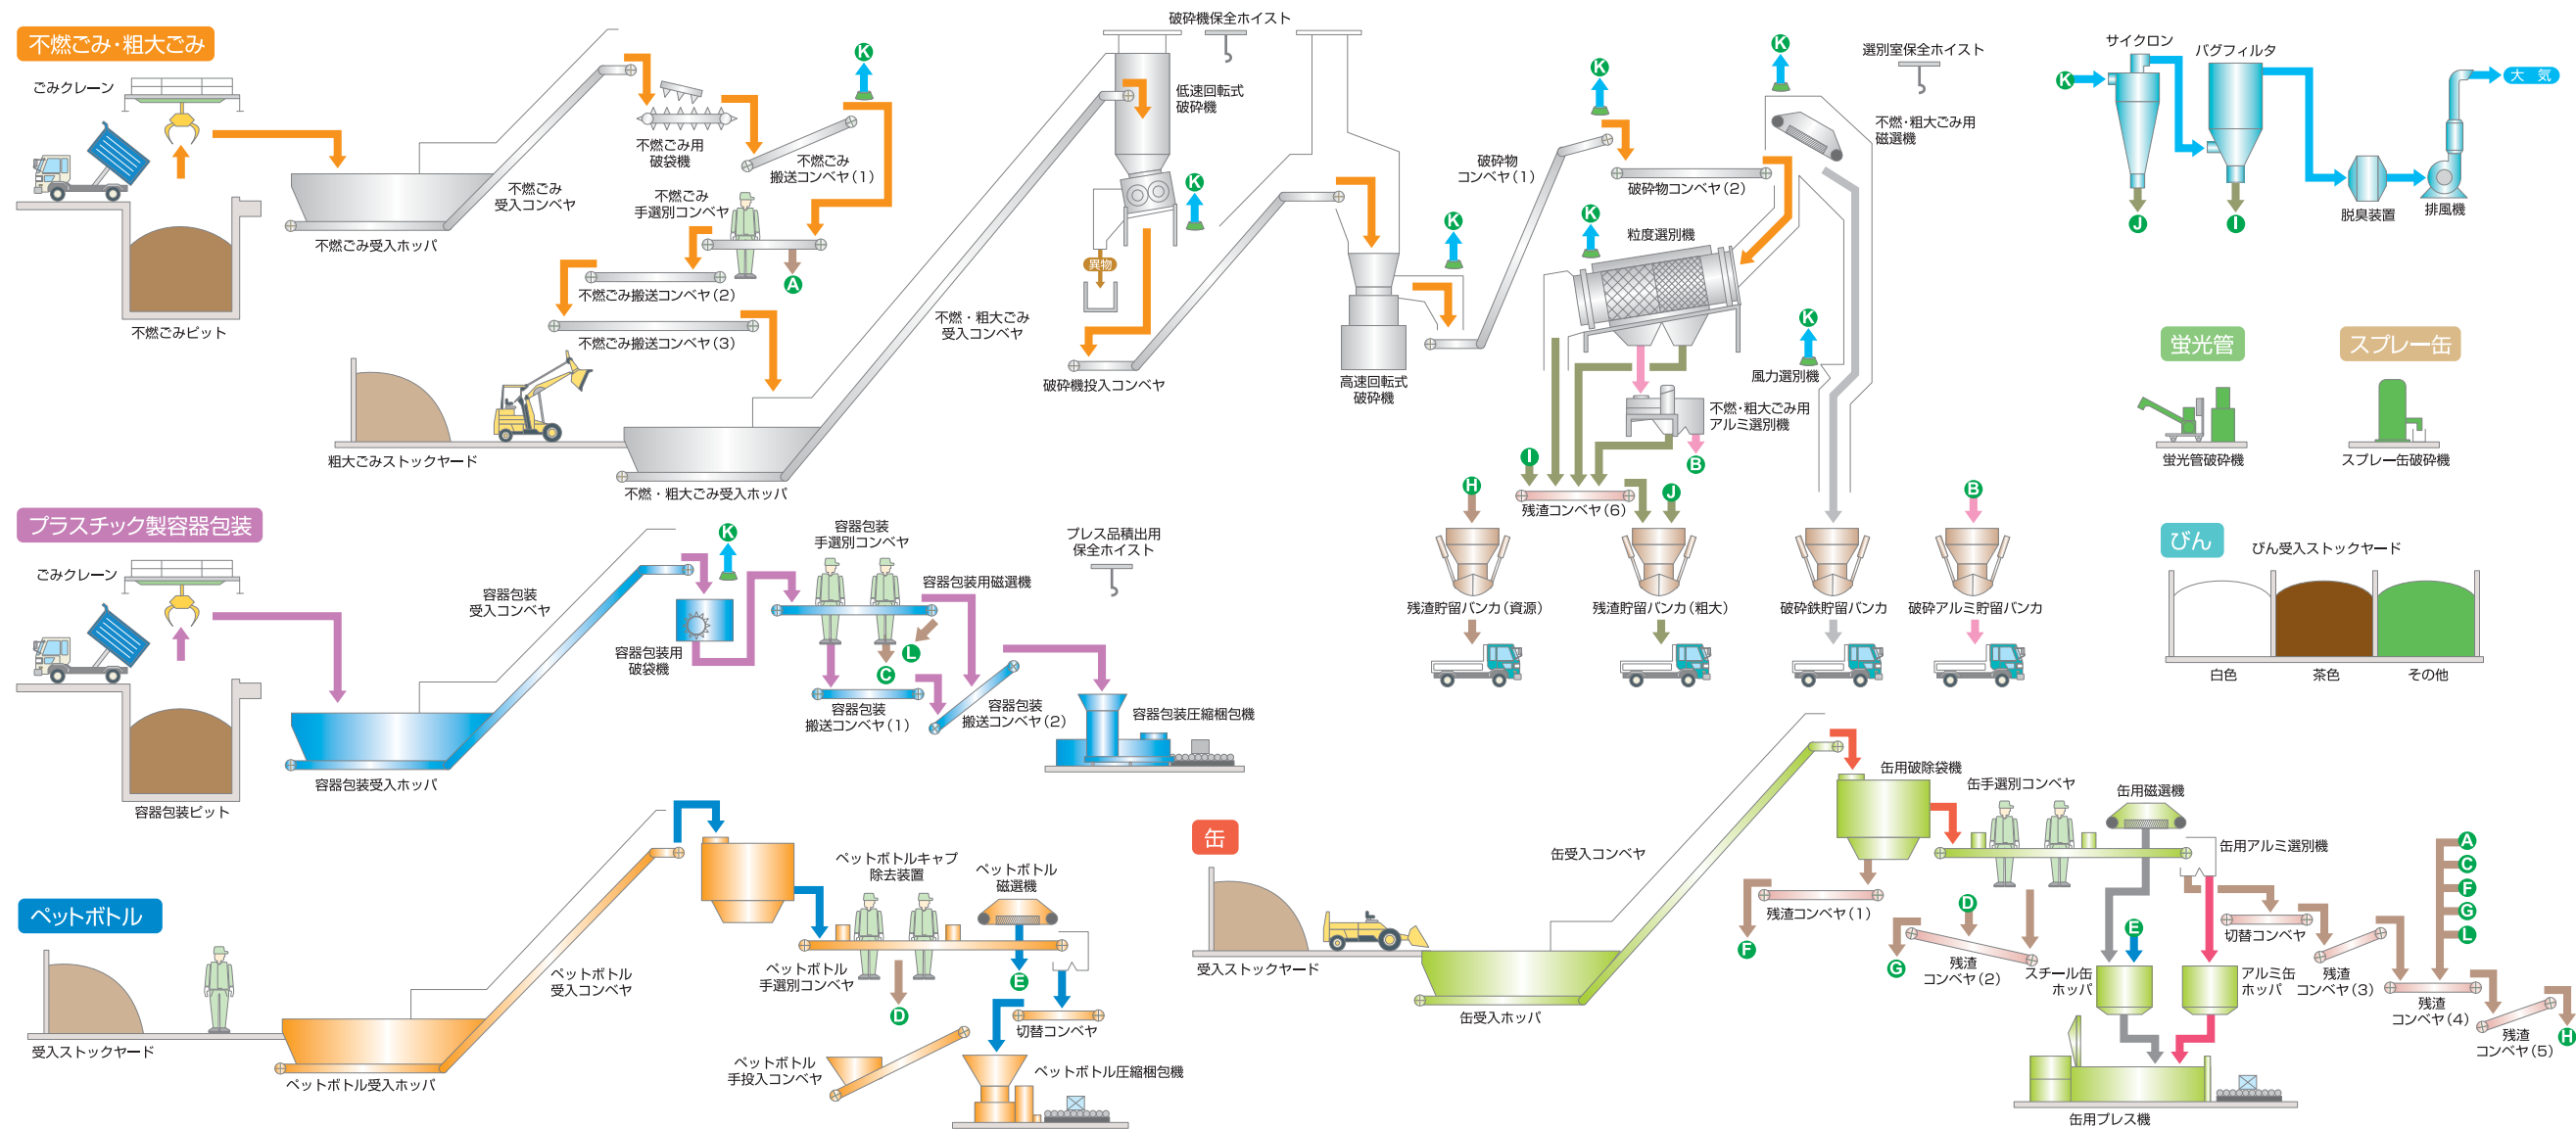 不燃ごみ・粗大ごみ
ごみクレーン
不燃ごみピット
不燃ごみ受入ホッパ
不燃ごみ
受入コンベヤ
不燃ごみ用
破袋機
不燃ごみ
搬送コンベヤ(1)
K
不燃ごみ
手選別コンベヤ
A
不燃ごみ搬送コンベヤ(2)
不燃ごみ搬送コンベヤ(3)
粗大ごみストックヤード
不燃・粗大ごみ受入ホッパ
不燃・粗大ごみ
受入コンベヤ
破砕機保全ホイスト
低速回転式
破砕機
K
異物
破砕機投入コンベヤ
高速回転式
破砕機
K
破砕物
コンベヤ(1)
K
破砕物コンベヤ(2)
K
選別室保全ホイスト
不燃・粗大ごみ用
磁選機
K
粒度選別機
K
風力選別機
不燃・粗大ごみ用
アルミ選別機
B
I
残渣コンベヤ(6)
H
J
B
残渣貯留バンカ(資源)
残渣貯留バンカ(粗大)
破砕鉄貯留バンカ
破砕アルミ貯留バンカ
サイクロン
バグフィルタ
K
J
I
脱臭装置
排風機
大気
蛍光管
蛍光管破砕機
スプレー缶
スプレー缶破砕機
びん
びん受入ストックヤード
白色
茶色
その他
プラスチック製容器包装
ごみクレーン
容器包装ピット
容器包装受入ホッパ
容器包装
受入コンベヤ
K
容器包装用
破袋機
容器包装
手選別コンベヤ
容器包装用磁選機
L
C
容器包装
搬送コンベヤ(1)
容器包装
搬送コンベヤ(2)
プレス品積出用
保全ホイスト
容器包装圧縮梱包機
ペットボトル
受入ストックヤード
ペットボトル受入ホッパ
ペットボトル
受入コンベヤ
ペットボトルキャプ
除去装置
ペットボトル
磁選機
ペットボトル
手選別コンベヤ
D
E
切替コンベヤ
ペットボトル
手投入コンベヤ
ペットボトル圧縮梱包機
缶
受入ストックヤード
缶受入ホッパ
缶受入コンベヤ
缶用破除袋機
残渣コンベヤ(1)
F
缶手選別コンベヤ
缶用磁選機
缶用アルミ選別機
D
G
残渣
コンベヤ(2)
E
スチール缶
ホッパ
アルミ缶
ホッパ
切替コンベヤ
残渣
コンベヤ(3)
A
C
F
G
L
残渣
コンベヤ(4)
残渣
コンベヤ(5)
H
缶用プレス機